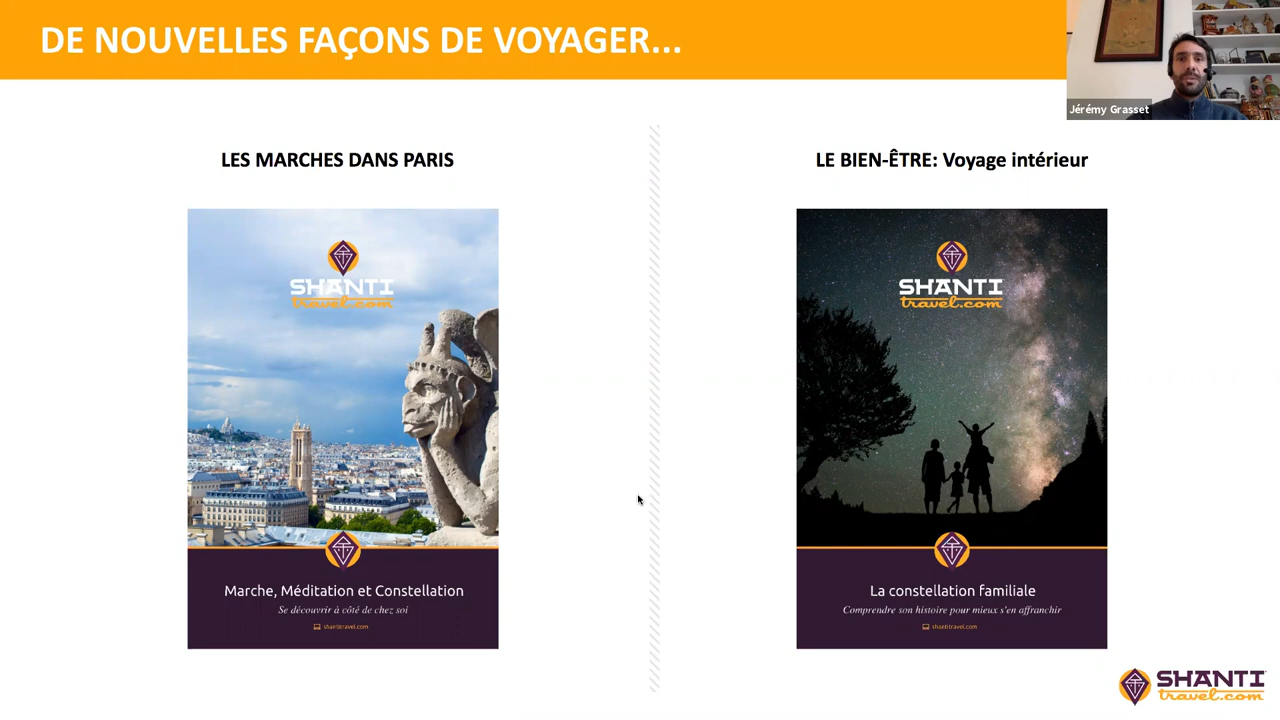 DE NOUVELLES FAÇONS DE VOYAGER...
Jérémy Grasset
LES MARCHES DANS PARIS
SHANTI
travel.com
Marche, Méditation et Constellation
Se découvrir à côté de chez soi
shantitravel.com
LE BIEN-ÊTRE: Voyage intérieur
SHANTI
travel.com
La constellation familiale
Comprendre son histoire pour mieux s'en affranchir
shantitravel.com
SHANTI
travel.com